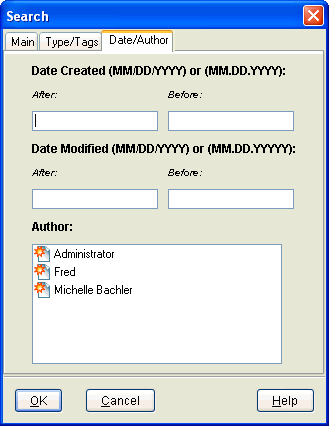 Search
Main Type/Tags Date/Author
Date Created (MM/DD/YYYY) or (MM.DD.YYYY):
After: Before:
Date Modified (MM/DD/YYYY) or (MM.DD.YYYYY):
After: Before:
Author:
Administrator
Fred
Michelle Bachler
OK Cancel Help